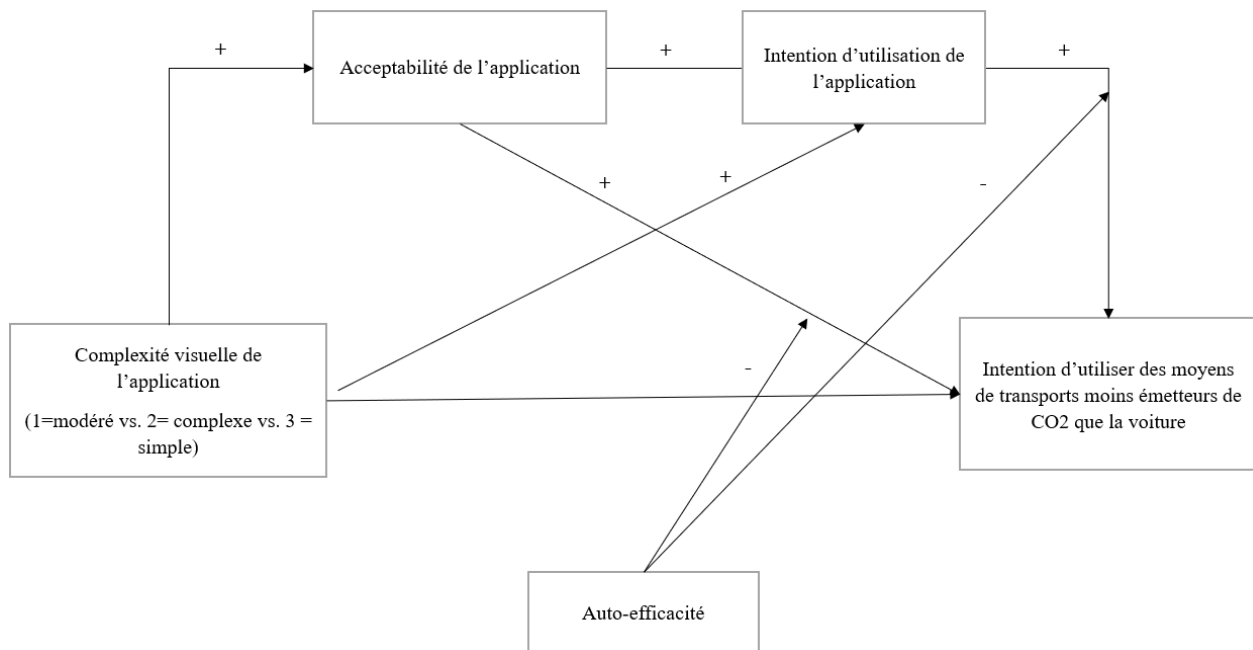 +
+
+
Acceptabilité de l’application
Intention d’utilisation de
l’application
+
+
-
Complexité visuelle de
l’application
(1=modéré vs. 2= complexe vs. 3 =
simple)
-
Intention d’utiliser des moyens
de transports moins émetteurs de
CO2 que la voiture
Auto-efficacité